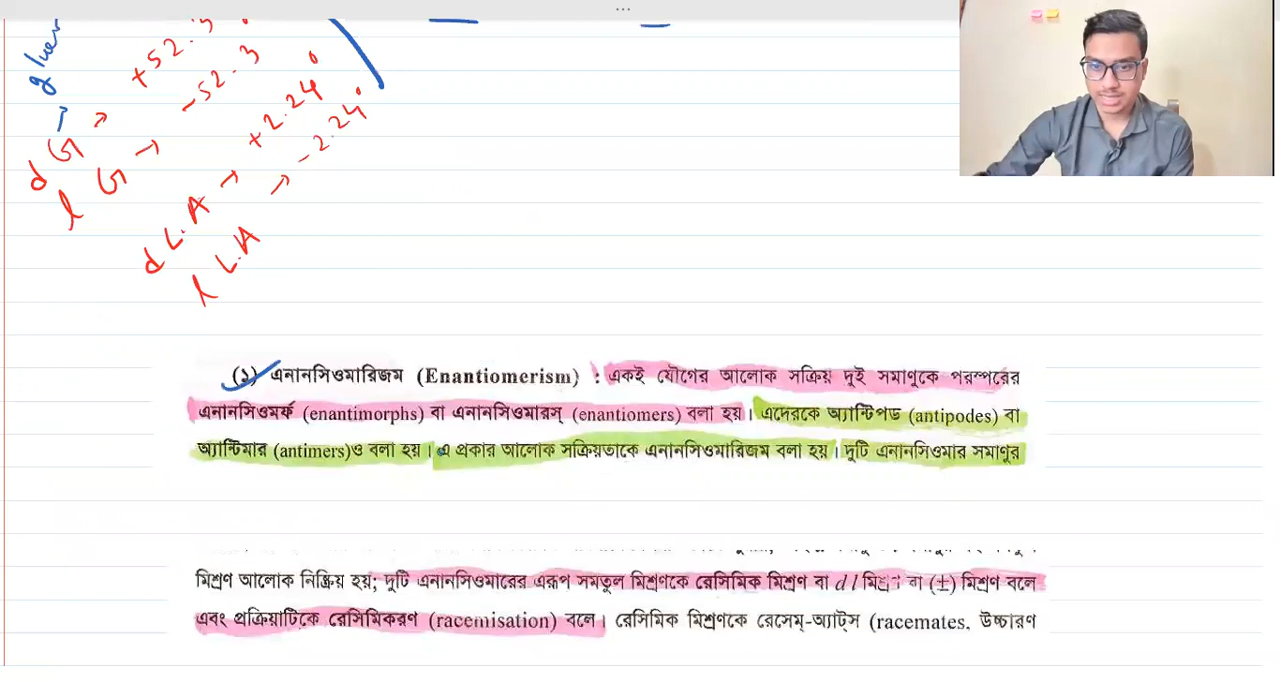 ...
d G → +52.3°
l G → -52.3
d L.A → +2.24°
l L.A → -2.24°
(১) এনানসিওমারিজম (Enantiomerism) : একই যৌগের আলোক সক্রিয় দুই সমাণুকে পরস্পরের
এনানসিওমর্ফ (enantimorphs) বা এনানসিওমারস্ (enantiomers) বলা হয়। এদেরকে অ্যান্টিপড (antipodes) বা
অ্যান্টিমার (antimers)ও বলা হয়। এ প্রকার আলোক সক্রিয়তাকে এনানসিওমারিজম বলা হয়। দুটি এনানসিওমার সমাণুর
মিশ্রণ আলোক নিষ্ক্রিয় হয়; দুটি এনানসিওমারের এরূপ সমতুল মিশ্রণকে রেসিমিক মিশ্রণ বা d l মিশ্রণ বা (±) মিশ্রণ বলে
এবং প্রক্রিয়াটিকে রেসিমিকরণ (racemisation) বলে। রেসিমিক মিশ্রণকে রেসেম্-অ্যাট্স (racemates, উচ্চারণ